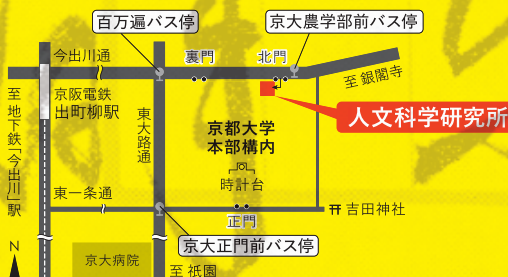 百万遍バス停
京大農学部前バス停
今出川通
裏門
北門
至 銀閣寺
至 地下鉄「今出川」駅
京阪電鉄
出町柳駅
東大路通
人文科学研究所
京都大学
本部構内
時計台
東一条通
正門
吉田神社
京大正門前バス停
N
京大病院
至 祇園